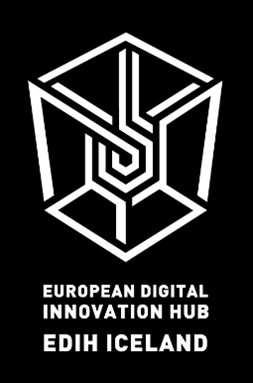 EUROPEAN DIGITAL
INNOVATION HUB
EDIH ICELAND